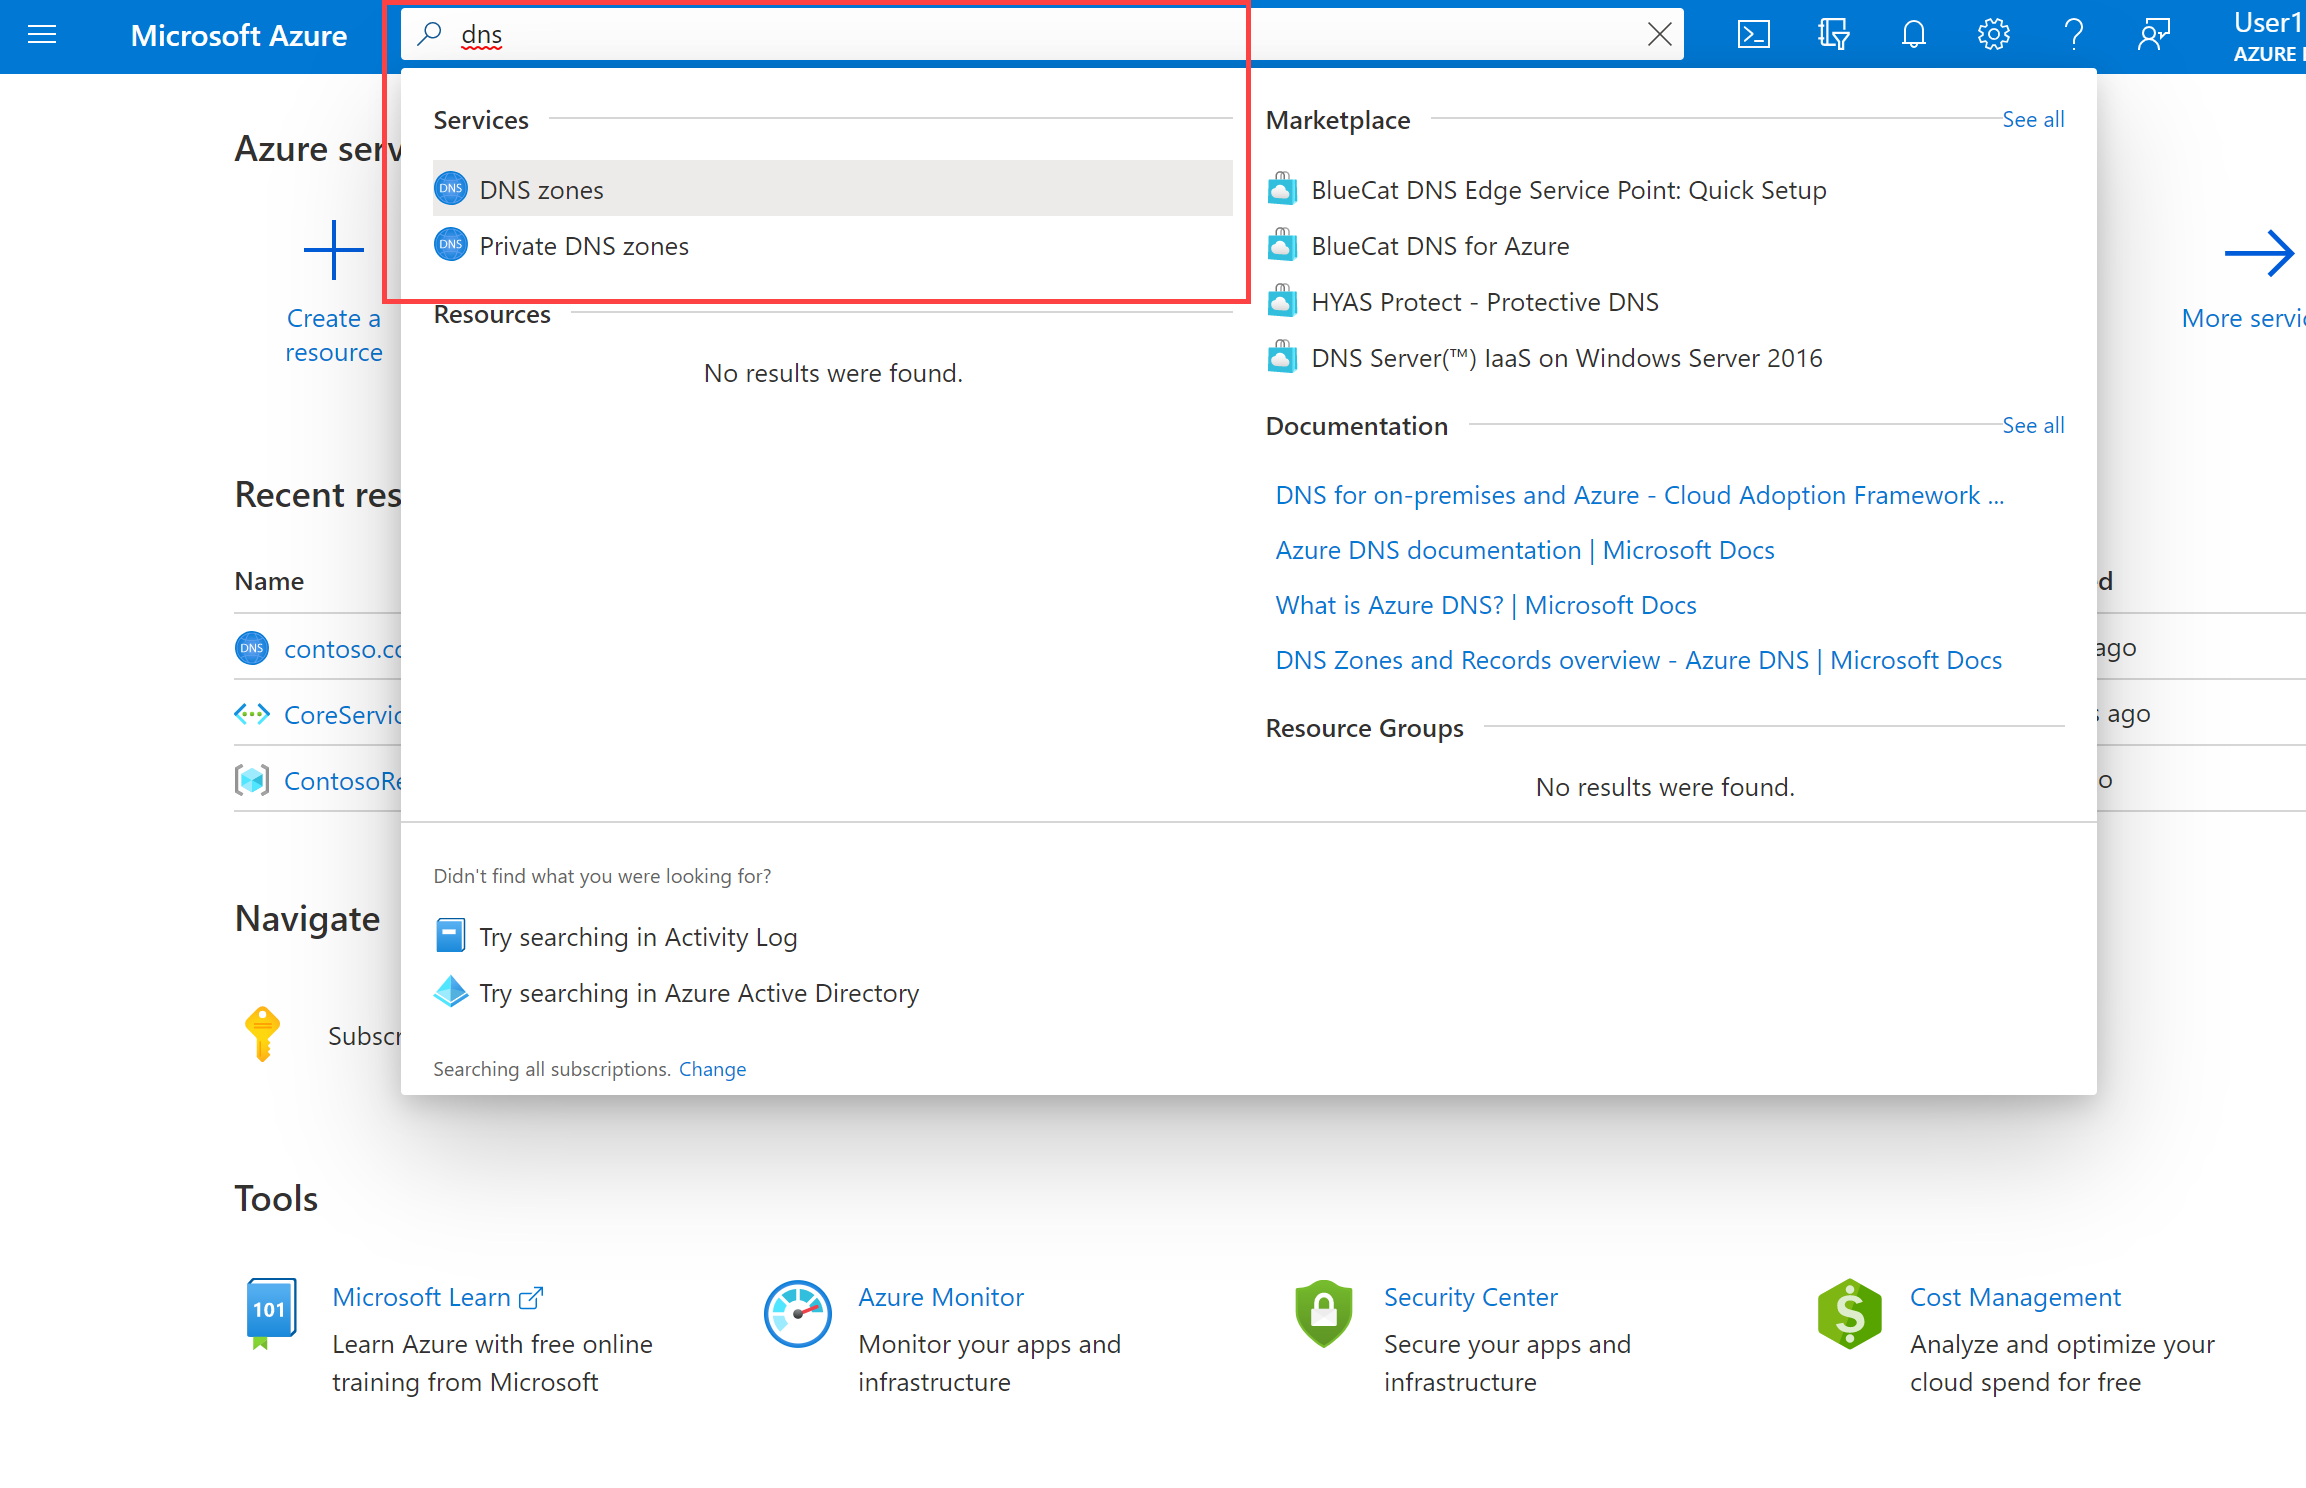 Microsoft Azure
dns
User1
AZURE
Services
DNS zones
Private DNS zones
Resources
No results were found.
Marketplace
See all
BlueCat DNS Edge Service Point: Quick Setup
BlueCat DNS for Azure
HYAS Protect - Protective DNS
DNS Server(™) IaaS on Windows Server 2016
Documentation
See all
DNS for on-premises and Azure - Cloud Adoption Framework ...
Azure DNS documentation | Microsoft Docs
What is Azure DNS? | Microsoft Docs
DNS Zones and Records overview - Azure DNS | Microsoft Docs
Resource Groups
No results were found.
Didn't find what you were looking for?
Try searching in Activity Log
Try searching in Azure Active Directory
Searching all subscriptions. Change
Azure serv
Create a
resource
More servic
Recent res
Name
DNS contoso.co
ago
CoreServic
ago
ContosoRe
Navigate
Subscr
Tools
101
Microsoft Learn
Learn Azure with free online
training from Microsoft
Azure Monitor
Monitor your apps and
infrastructure
Security Center
Secure your apps and
infrastructure
Cost Management
Analyze and optimize your
cloud spend for free